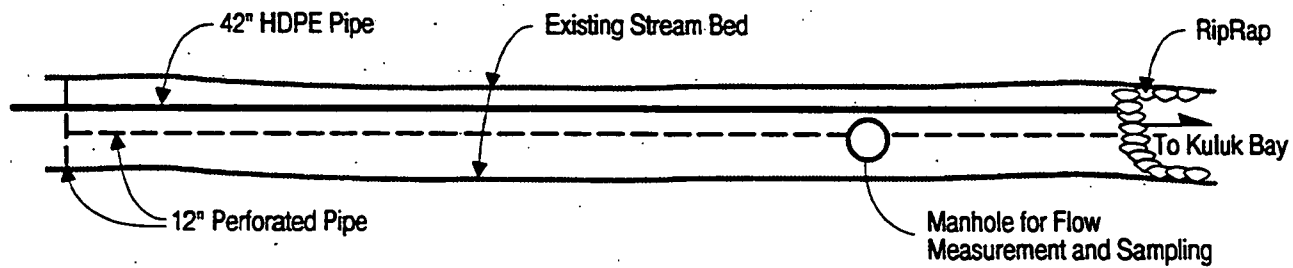 42" HDPE Pipe
Existing Stream Bed
RipRap
To Kuluk Bay
12" Perforated Pipe
Manhole for Flow
Measurement and Sampling